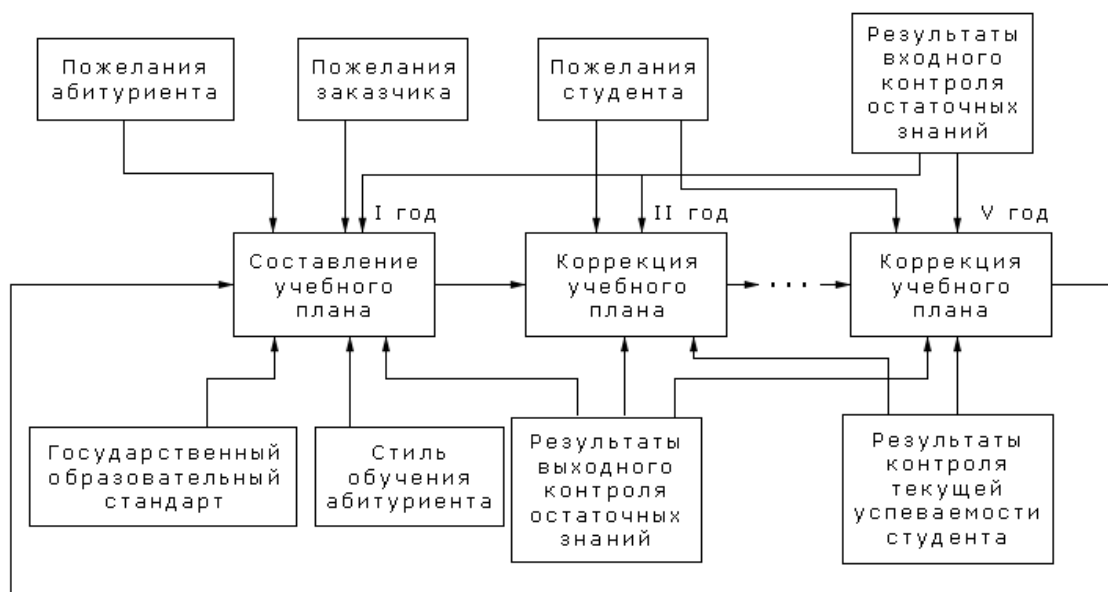 Пожелания
абитуриента
Пожелания
заказчика
Пожелания
студента
Результаты
входного
контроля
остаточных
знаний
I год
II год
V год
Составление
учебного
плана
Коррекция
учебного
плана
...
Коррекция
учебного
плана
Государственный
образовательный
стандарт
Стиль
обучения
абитуриента
Результаты
выходного
контроля
остаточных
знаний
Результаты
контроля
текущей
успеваемости
студента